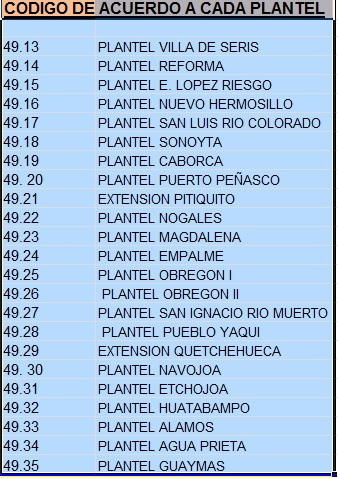 CODIGO DE ACUERDO A CADA PLANTEL
49.13 PLANTEL VILLA DE SERIS
49.14 PLANTEL REFORMA
49.15 PLANTEL E. LOPEZ RIESGO
49.16 PLANTEL NUEVO HERMOSILLO
49.17 PLANTEL SAN LUIS RIO COLORADO
49.18 PLANTEL SONOYTA
49.19 PLANTEL CABORCA
49. 20 PLANTEL PUERTO PEÑASCO
49.21 EXTENSION PITIQUITO
49.22 PLANTEL NOGALES
49.23 PLANTEL MAGDALENA
49.24 PLANTEL EMPALME
49.25 PLANTEL OBREGON I
49.26 PLANTEL OBREGON II
49.27 PLANTEL SAN IGNACIO RIO MUERTO
49.28 PLANTEL PUEBLO YAQUI
49.29 EXTENSION QUETCHEHUECA
49. 30 PLANTEL NAVOJOA
49.31 PLANTEL ETCHOJOA
49.32 PLANTEL HUATABAMPO
49.33 PLANTEL ALAMOS
49.34 PLANTEL AGUA PRIETA
49.35 PLANTEL GUAYMAS